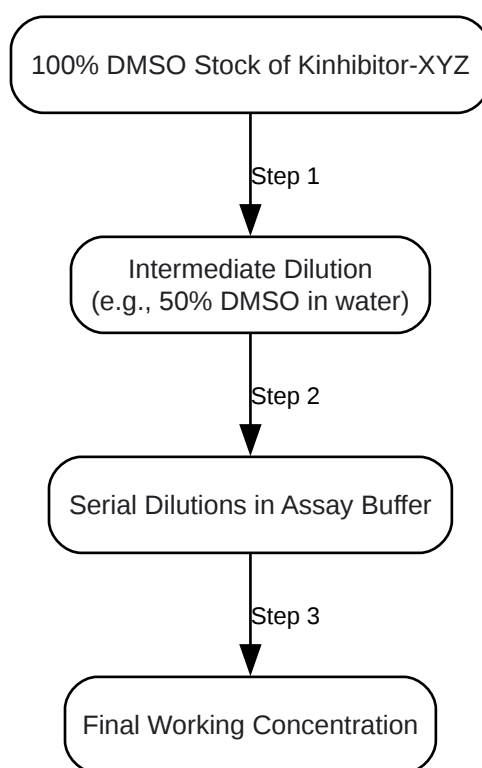 100% DMSO Stock of Kinhibitor-XYZ
Step 1
Intermediate Dilution
(e.g., 50% DMSO in water)
Step 2
Serial Dilutions in Assay Buffer
Step 3
Final Working Concentration